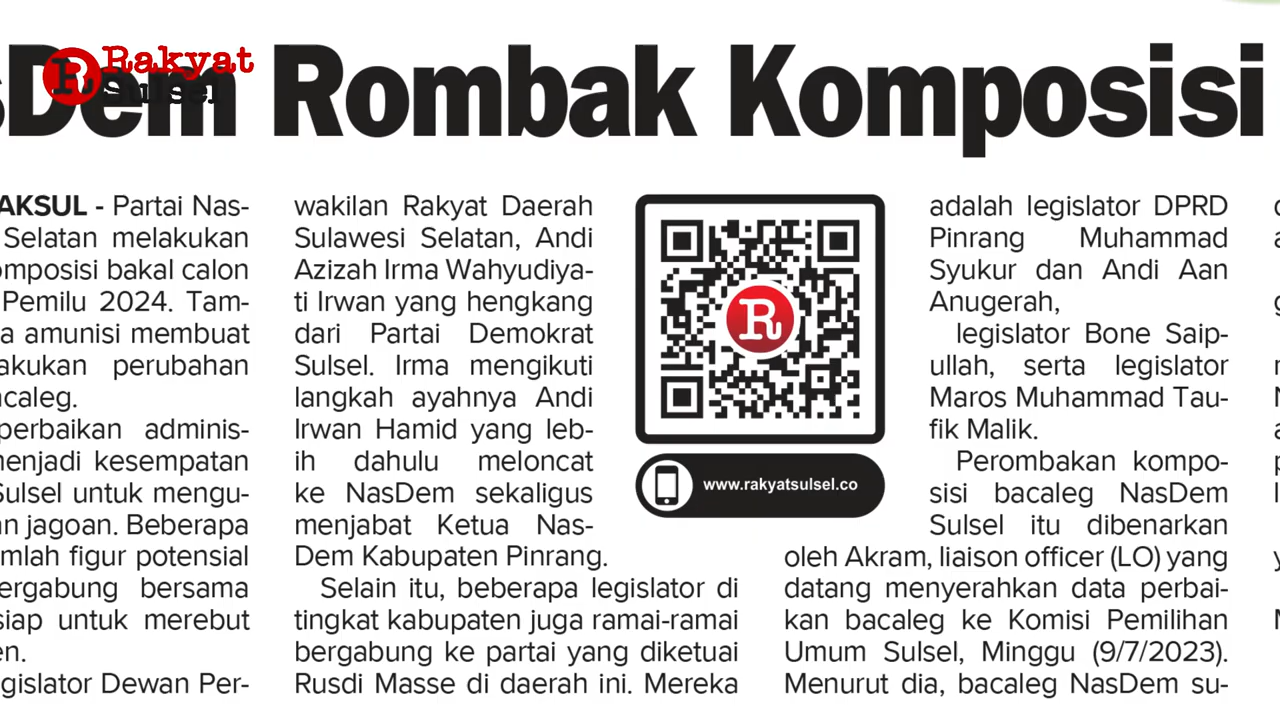 Rakyat
Sulsel
Dem Rombak Komposisi
AKSUL - Partai Nas-
Selatan melakukan
omposisi bakal calon
Pemilu 2024. Tam-
a amunisi membuat
akukan perubahan
caleg.
perbaikan adminis-
menjadi kesempatan
Sulsel untuk mengu-
an jagoan. Beberapa
mlah figur potensial
ergabung bersama
siap untuk merebut
en.
gislator Dewan Per-
wakilan Rakyat Daerah
Sulawesi Selatan, Andi
Azizah Irma Wahyudiya-
ti Irwan yang hengkang
dari Partai Demokrat
Sulsel. Irma mengikuti
langkah ayahnya Andi
Irwan Hamid yang leb-
ih dahulu meloncat
ke NasDem sekaligus
menjabat Ketua Nas-
Dem Kabupaten Pinrang.
Selain itu, beberapa legislator di
tingkat kabupaten juga ramai-ramai
bergabung ke partai yang diketuai
Rusdi Masse di daerah ini. Mereka
R
www.rakyatsulsel.co
adalah legislator DPRD
Pinrang Muhammad
Syukur dan Andi Aan
Anugerah,
legislator Bone Saip-
ullah, serta legislator
Maros Muhammad Tau-
fik Malik.
Perombakan kompo-
sisi bacaleg NasDem
Sulsel itu dibenarkan
oleh Akram, liaison officer (LO) yang
datang menyerahkan data perbai-
kan bacaleg ke Komisi Pemilihan
Umum Sulsel, Minggu (9/7/2023).
Menurut dia, bacaleg NasDem su-